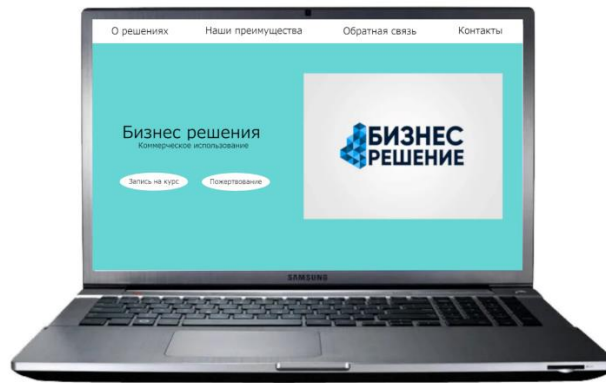 О решениях
Наши преимущества
Обратная связь
Контакты
Бизнес решения
Коммерческое использование
Запись на курс
Пожертвование
БИЗНЕС
РЕШЕНИЕ
SAMSUNG